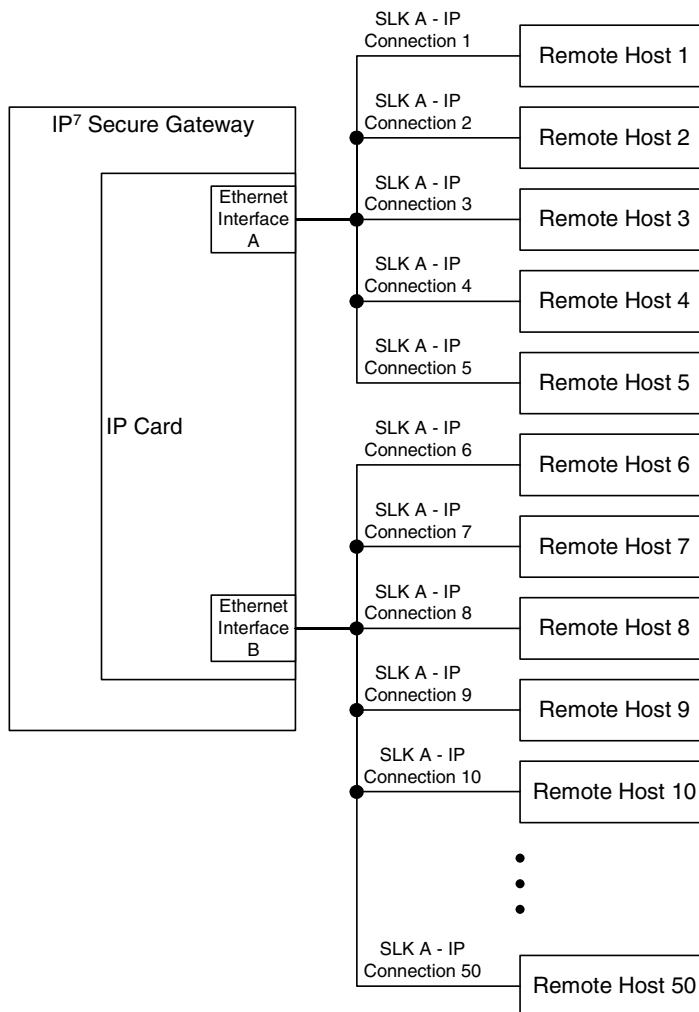 SLK A - IP
Connection 1
Remote Host 1
IP⁷ Secure Gateway
SLK A - IP
Connection 2
Remote Host 2
Ethernet
Interface
A
SLK A - IP
Connection 3
Remote Host 3
SLK A - IP
Connection 4
Remote Host 4
SLK A - IP
Connection 5
Remote Host 5
IP Card
SLK A - IP
Connection 6
Remote Host 6
SLK A - IP
Connection 7
Remote Host 7
Ethernet
Interface
B
SLK A - IP
Connection 8
Remote Host 8
SLK A - IP
Connection 9
Remote Host 9
SLK A - IP
Connection 10
Remote Host 10
SLK A - IP
Connection 50
Remote Host 50